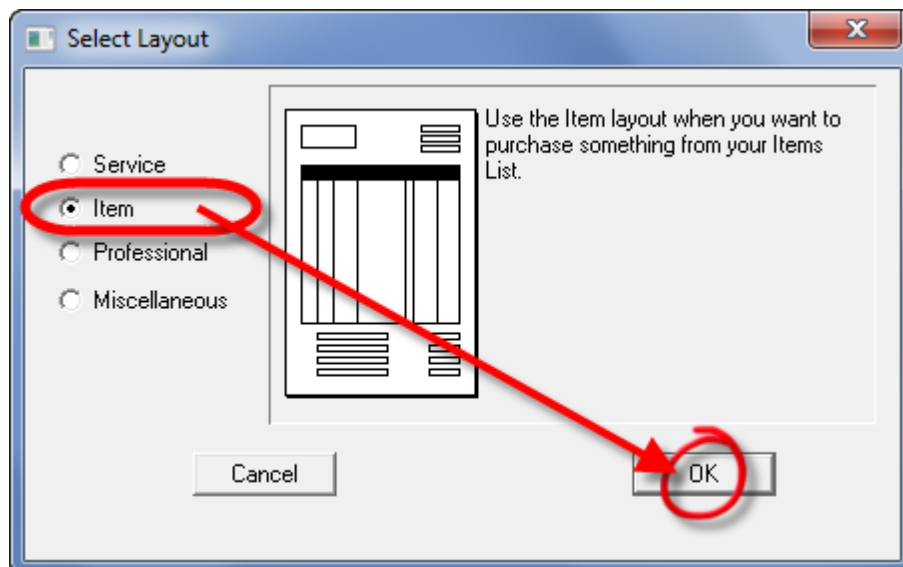 Select Layout
Use the Item layout when you want to
purchase something from your Items
List.
Service
Item
Professional
Miscellaneous
Cancel
OK